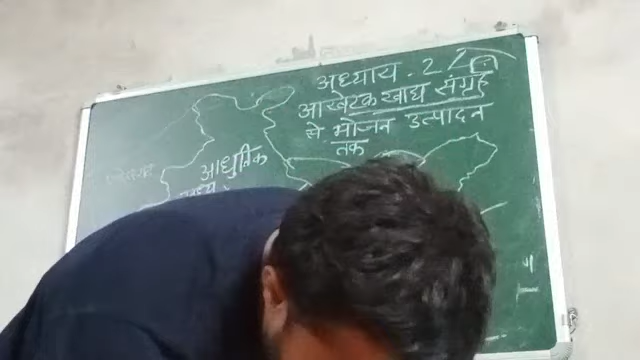 अध्याय . 2
आखेटक खाद्य संग्रह
से भोजन उत्पादन
तक
आधुनिक